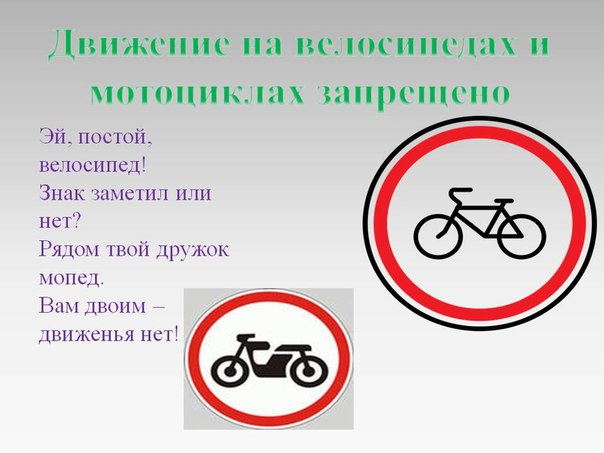 Движение на велосипедах и
мотоциклах запрещено
Эй, постой,
велосипед!
Знак заметил или
нет?
Рядом твой дружок
мопед.
Вам двоим –
движенья нет!